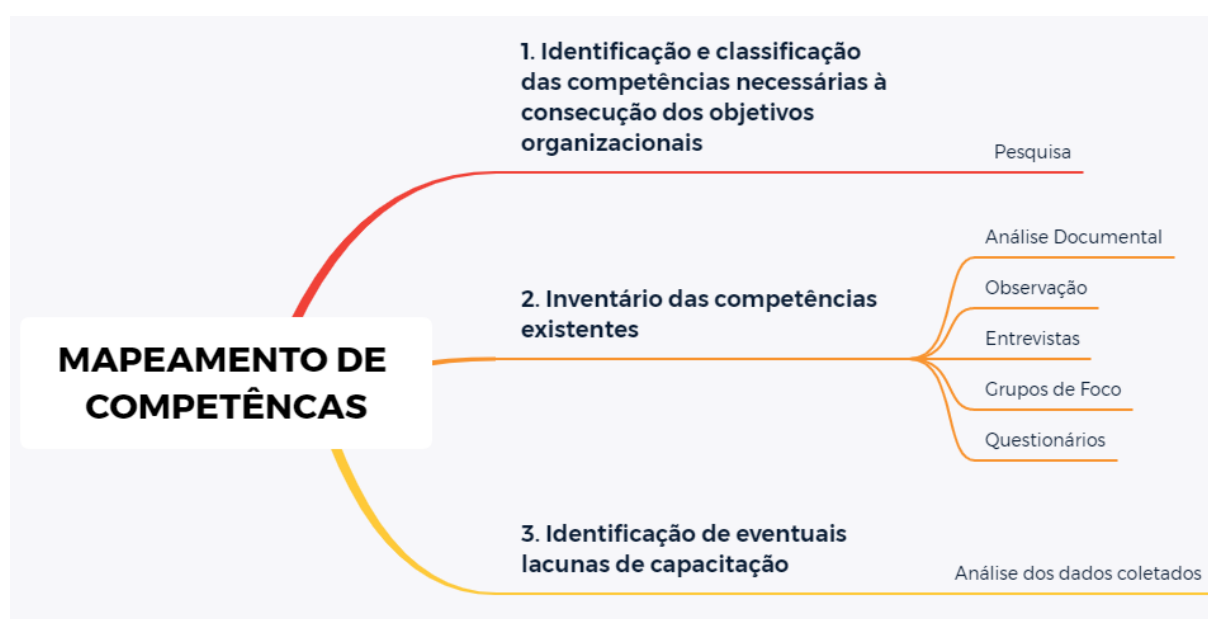 1. Identificação e classificação
das competências necessárias à
consecução dos objetivos
organizacionais
Pesquisa
Análise Documental
Observação
2. Inventário das competências
existentes
Entrevistas
Grupos de Foco
Questionários
MAPEAMENTO DE
COMPETÊNCAS
3. Identificação de eventuais
lacunas de capacitação
Análise dos dados coletados